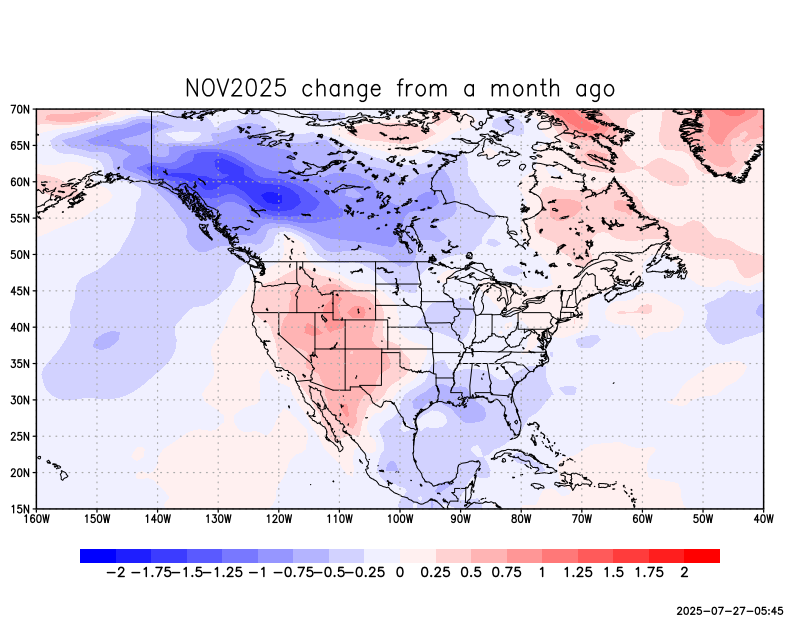 NOV2025 change from a month ago
70N
65N
60N
55N
50N
45N
40N
35N
30N
25N
20N
15N
160W 150W 140W 130W 120W 110W 100W 90W 80W 70W 60W 50W 40W
−2 −1.75 −1.5 −1.25 −1 −0.75 −0.5 −0.25 0 0.25 0.5 0.75 1 1.25 1.5 1.75 2
2025-07-27-05:45